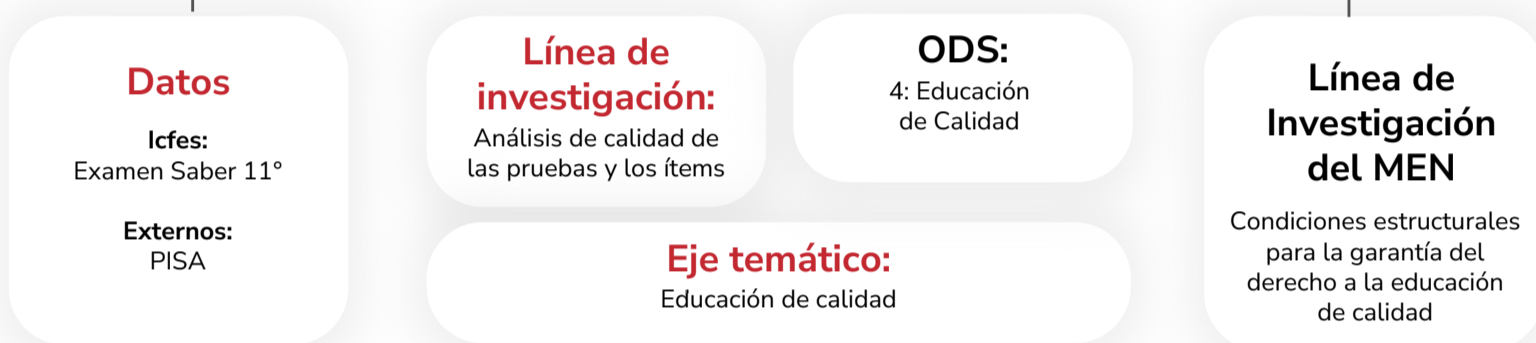 Datos
Icfes:
Examen Saber 11°
Externos:
PISA
Línea de
investigación:
Análisis de calidad de
las pruebas y los ítems
ODS:
4: Educación
de Calidad
Eje temático:
Educación de calidad
Línea de
Investigación
del MEN
Condiciones estructurales
para la garantía del
derecho a la educación
de calidad